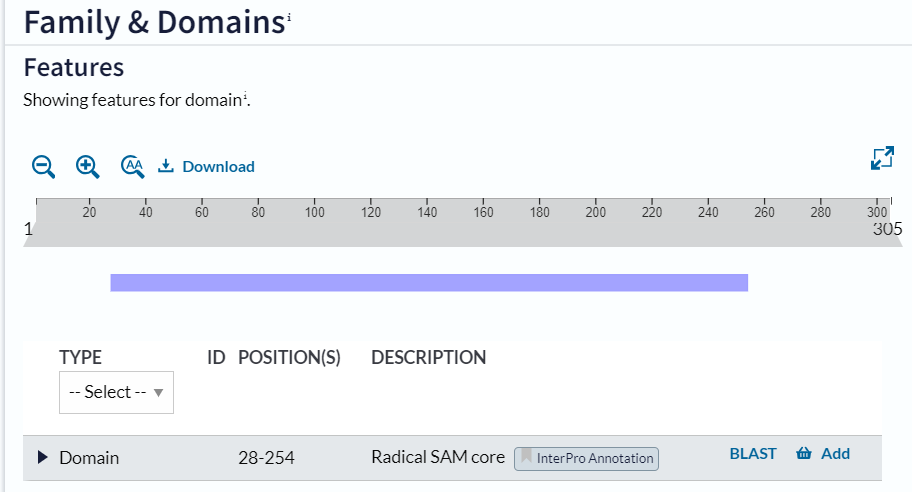 Family & Domainsⁱ
Features
Showing features for domainⁱ.
AA Download
20 40 60 80 100 120 140 160 180 200 220 240 260 280 300
1 305
TYPE ID POSITION(S) DESCRIPTION
-- Select -- ▼
Domain 28-254 Radical SAM core InterPro Annotation BLAST Add